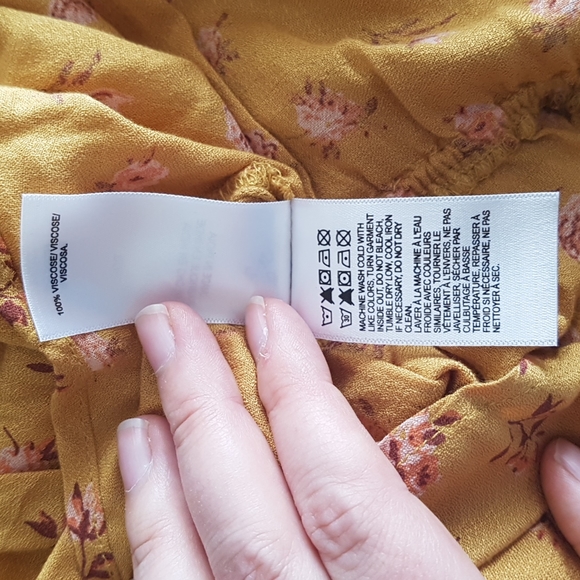 100% VISCOSE/ VISCOSE/
VISCOSA.
MACHINE WASH COLD WITH
LIKE COLORS, TURN GARMENT
INSIDE OUT, DO NOT BLEACH,
TUMBLE DRY LOW, COOL IRON
IF NECESSARY, DO NOT DRY
CLEAN.
LAVER À LA MACHINE À L'EAU
FROIDE AVEC COULEURS
SIMILAIRES, TOURNER LE
VÊTEMENT À L'ENVERS, NE PAS
JAVELLISER, SÉCHER PAR
CULBUTAGE À BASSE
TEMPÉRATURE, REPASSER À
FROID SI NÉCESSAIRE, NE PAS
NETTOYER À SEC.